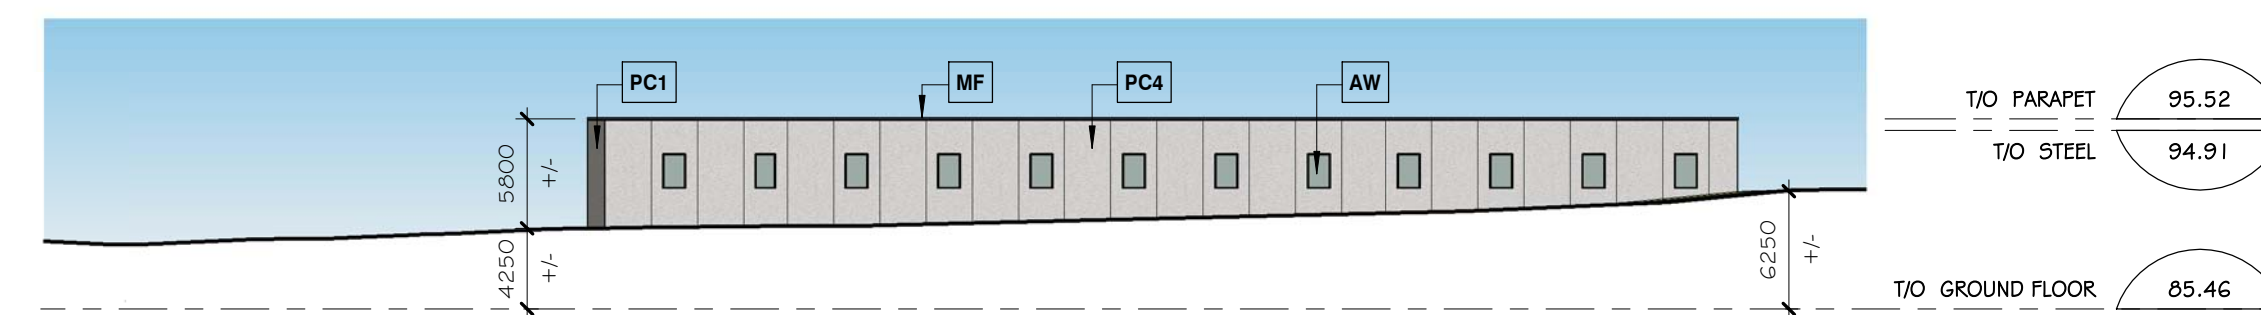 PC1
MF
PC4
AW
T/O PARAPET 95.52
T/O STEEL 94.91
5800
+/-
4250
+/-
6250
+/-
T/O GROUND FLOOR 85.46